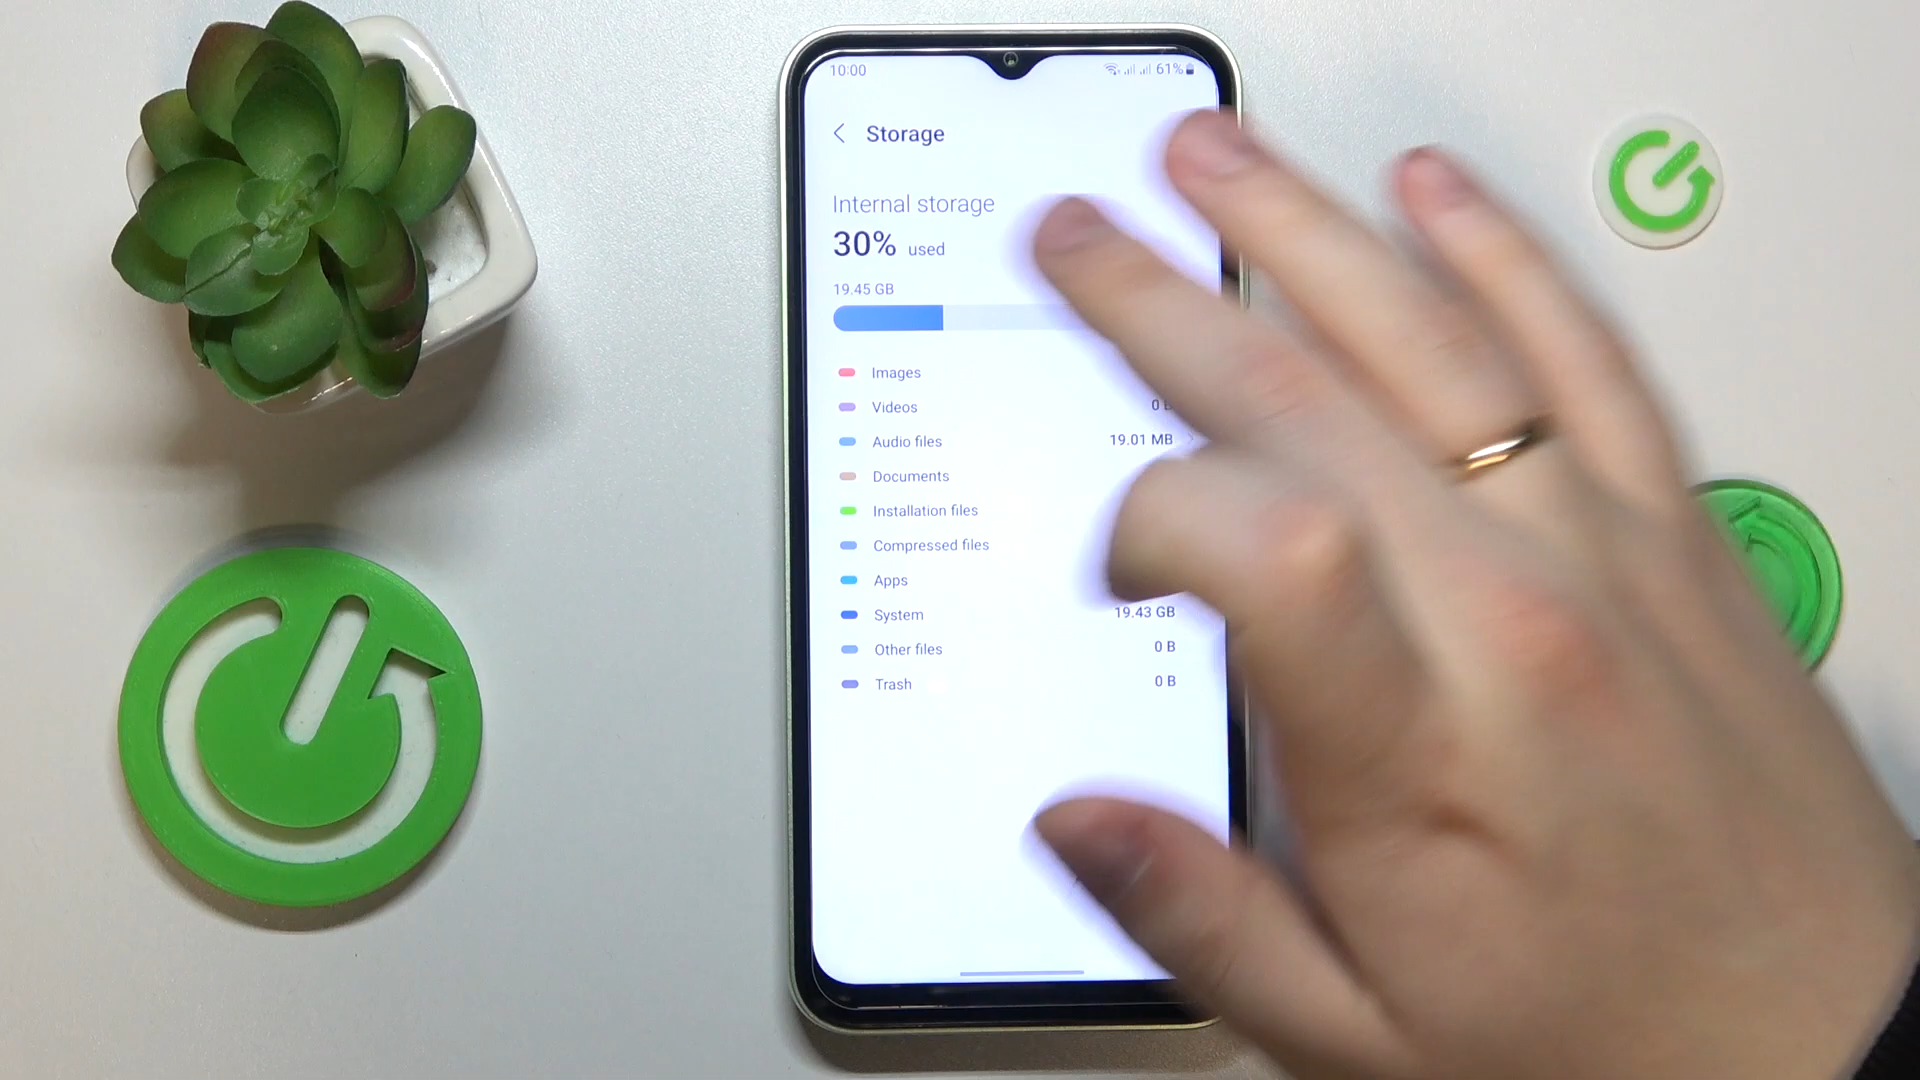 10:00 61%
Storage
Internal storage
30% used
19.45 GB
Images
Videos 0
Audio files 19.01 MB
Documents
Installation files
Compressed files
Apps
System 19.43 GB
Other files 0 B
Trash 0 B